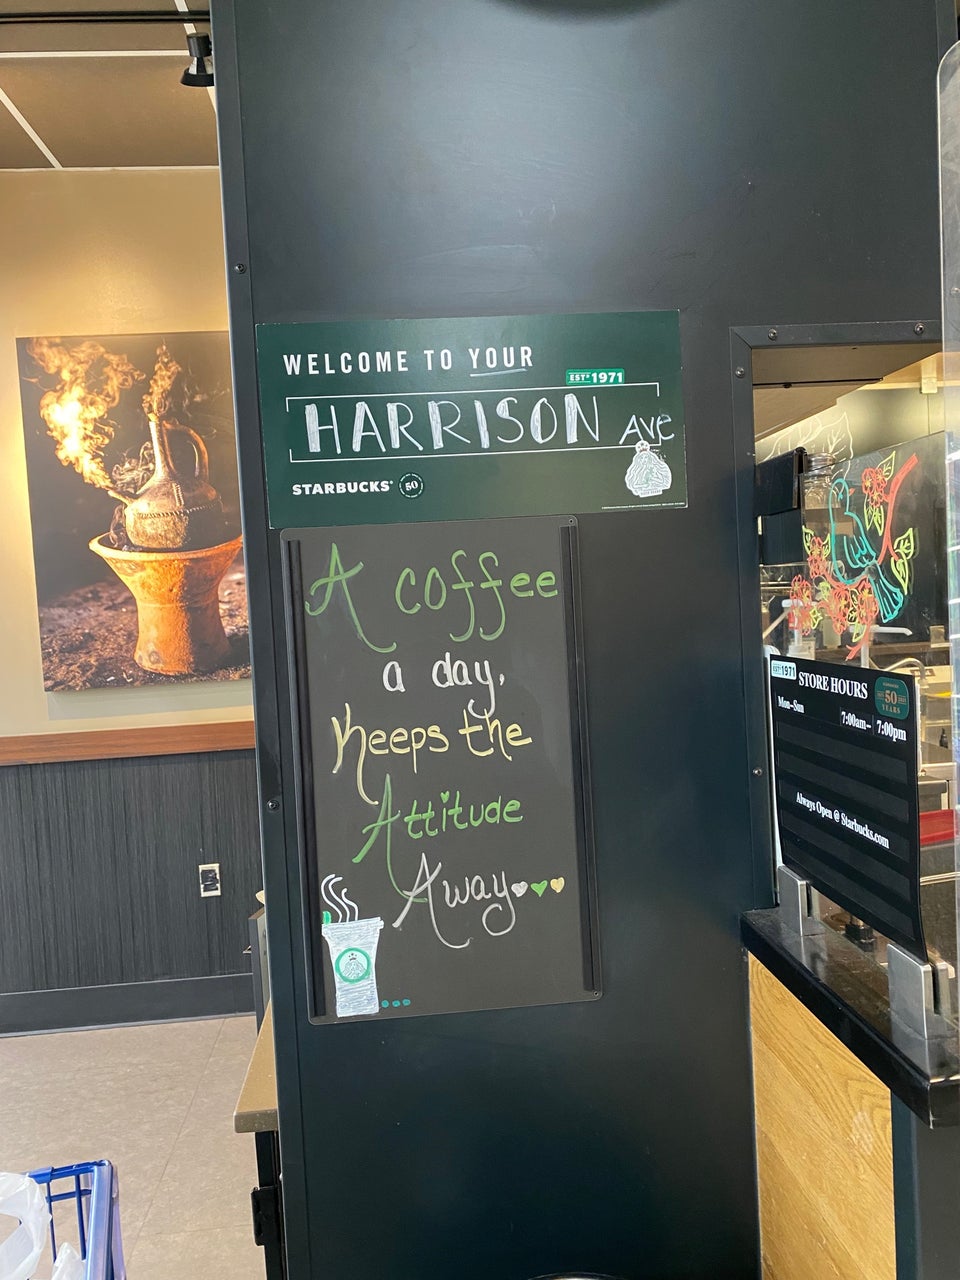 WELCOME TO YOUR
EST. 1971
HARRISON AVE
STARBUCKS 50
A coffee
a day,
Keeps the
Attitude
Away
EST. 1971
STORE HOURS
50
YEARS
Mon-Sun 7:00am- 7:00pm
Always Open @ Starbucks.com